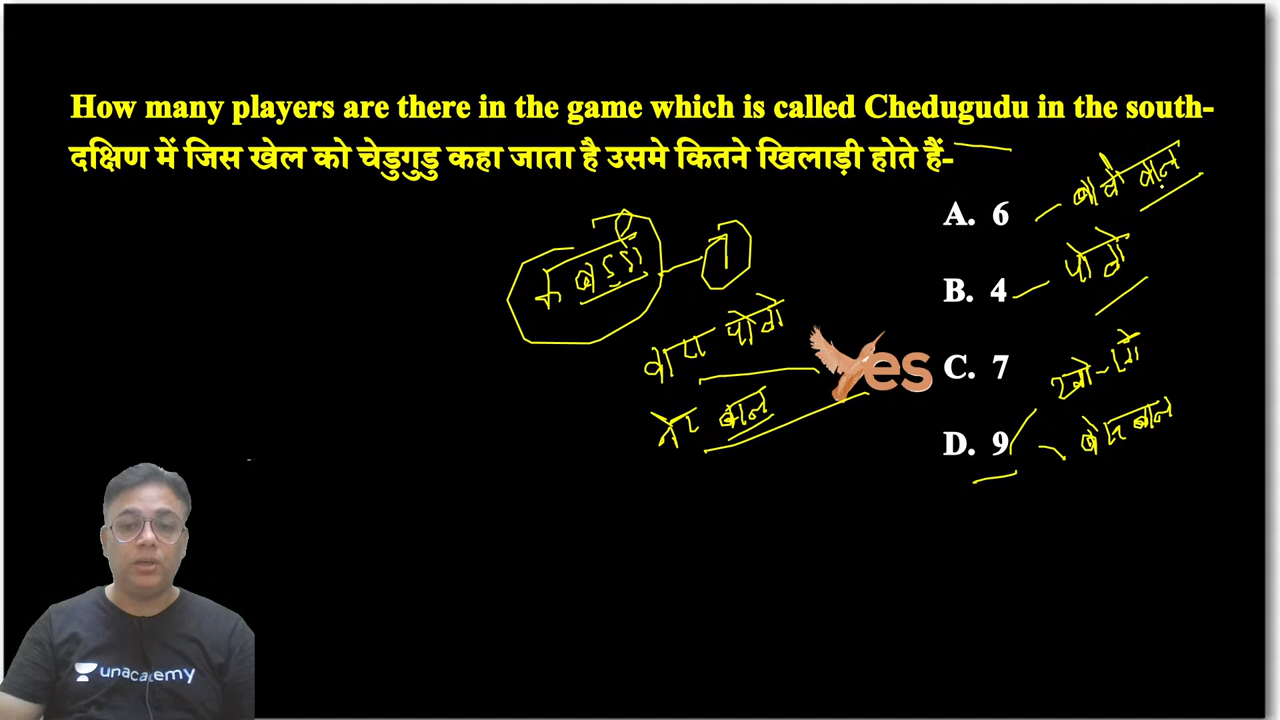 How many players are there in the game which is called Chedugudu in the south-
दक्षिण में जिस खेल को चेडुगुडु कहा जाता है उसमे कितने खिलाड़ी होते हैं-
A. 6
कबड्डी 7
B. 4 पोलो
वाटर पोलो
Yes
C. 7
खो-खो
नेट बाल
D. 9
unacademy